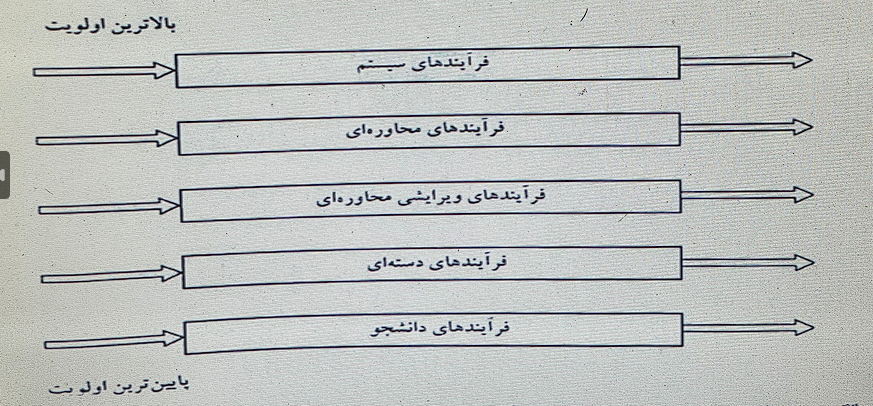 بالاترین اولویت
فرآیندهای سیستم
فرآیندهای محاوره‌ای
فرآیندهای ویرایشی محاوره‌ای
فرآیندهای دسته‌ای
فرآیندهای دانشجو
پایین‌ترین اولویت